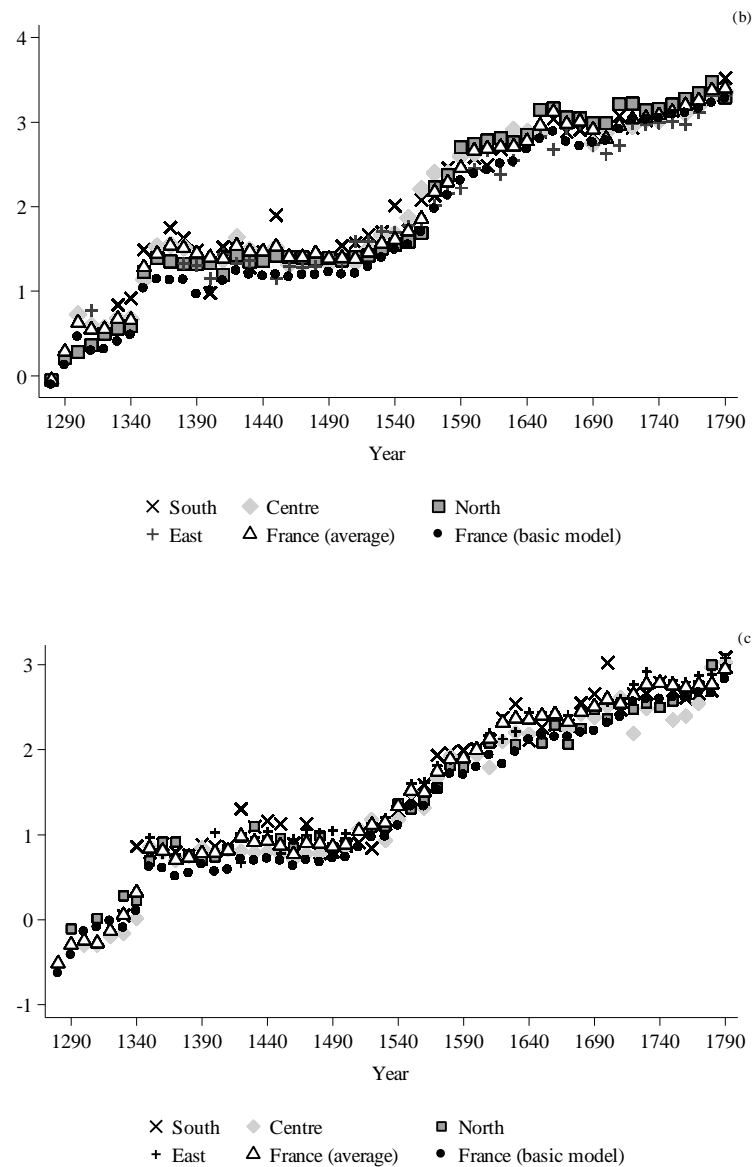 (b)
4
3
2
1
0
1290 1340 1390 1440 1490 1540 1590 1640 1690 1740 1790
Year
South Centre North
East France (average) France (basic model)
(c
3
2
1
0
-1
1290 1340 1390 1440 1490 1540 1590 1640 1690 1740 1790
Year
South Centre North
East France (average) France (basic model)